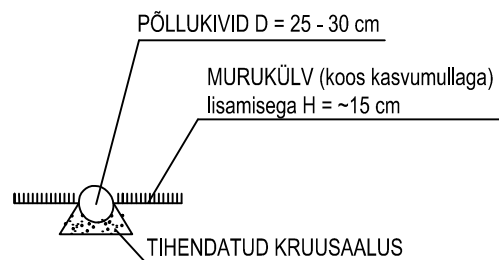 PÕLLUKIVID D = 25 - 30 cm
MURUKÜLV (koos kasvumullaga)
lisamisega H = ~15 cm
TIHENDATUD KRUUSAALUS